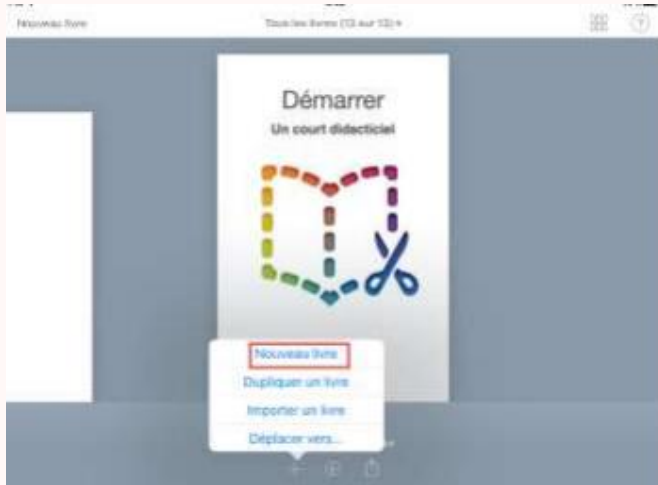 Nouveau livre
Tous les livres (13 sur 13)
Démarrer
Un court didacticiel
Nouveau livre
Dupliquer un livre
Importer un livre
Déplacer vers...